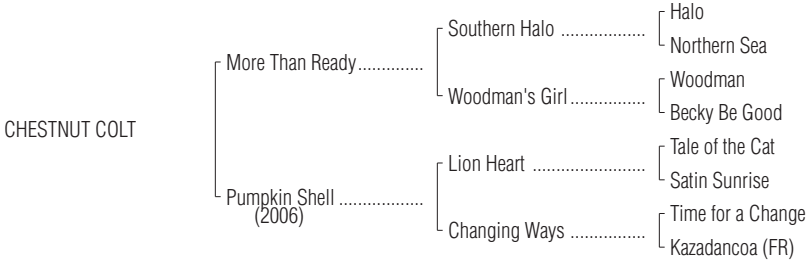 Halo
Southern Halo ..................
Northern Sea
More Than Ready..............
Woodman
Woodman's Girl ................
Becky Be Good
CHESTNUT COLT
Tale of the Cat
Lion Heart ........................
Satin Sunrise
Pumpkin Shell ..................
(2006)
Time for a Change
Changing Ways ................
Kazadancoa (FR)